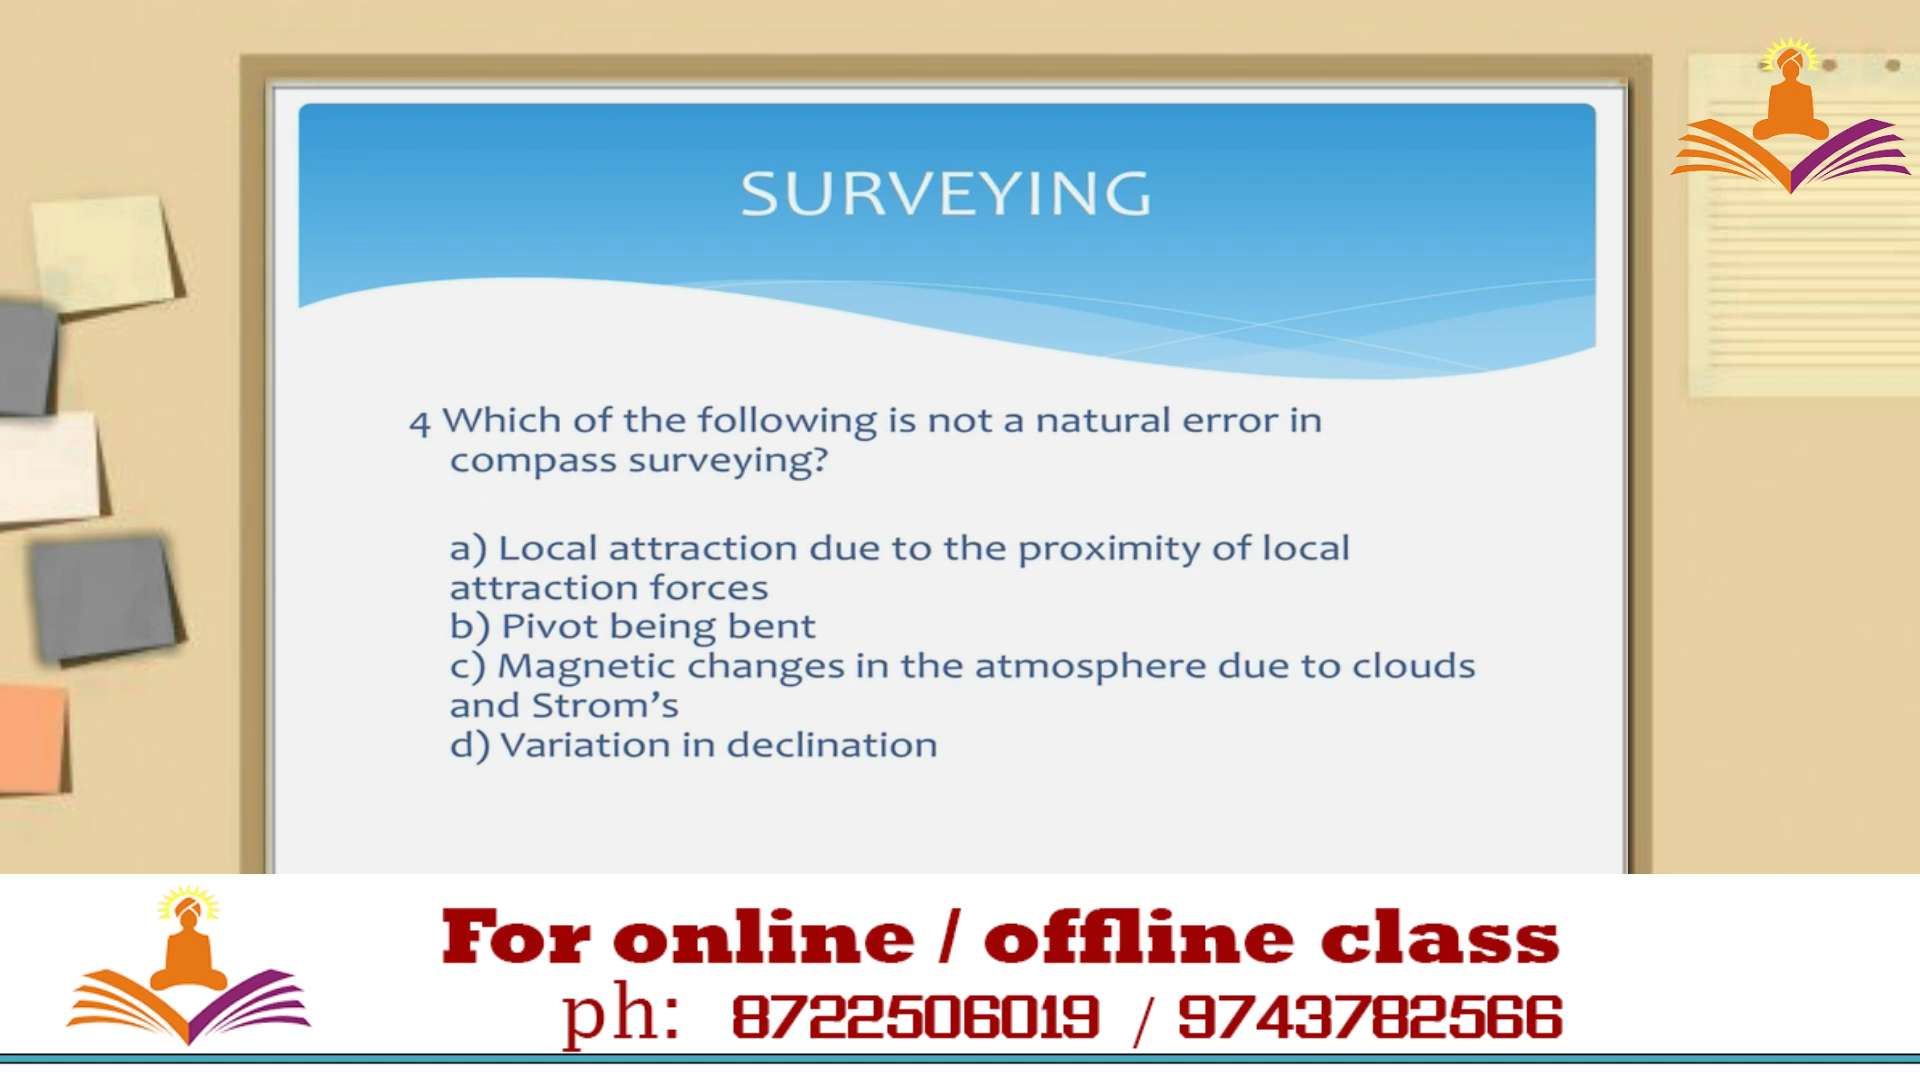 SURVEYING
4 Which of the following is not a natural error in
compass surveying?
a) Local attraction due to the proximity of local
attraction forces
b) Pivot being bent
c) Magnetic changes in the atmosphere due to clouds
and Strom’s
d) Variation in declination
For online / offline class
ph: 8722506019 / 9743782566